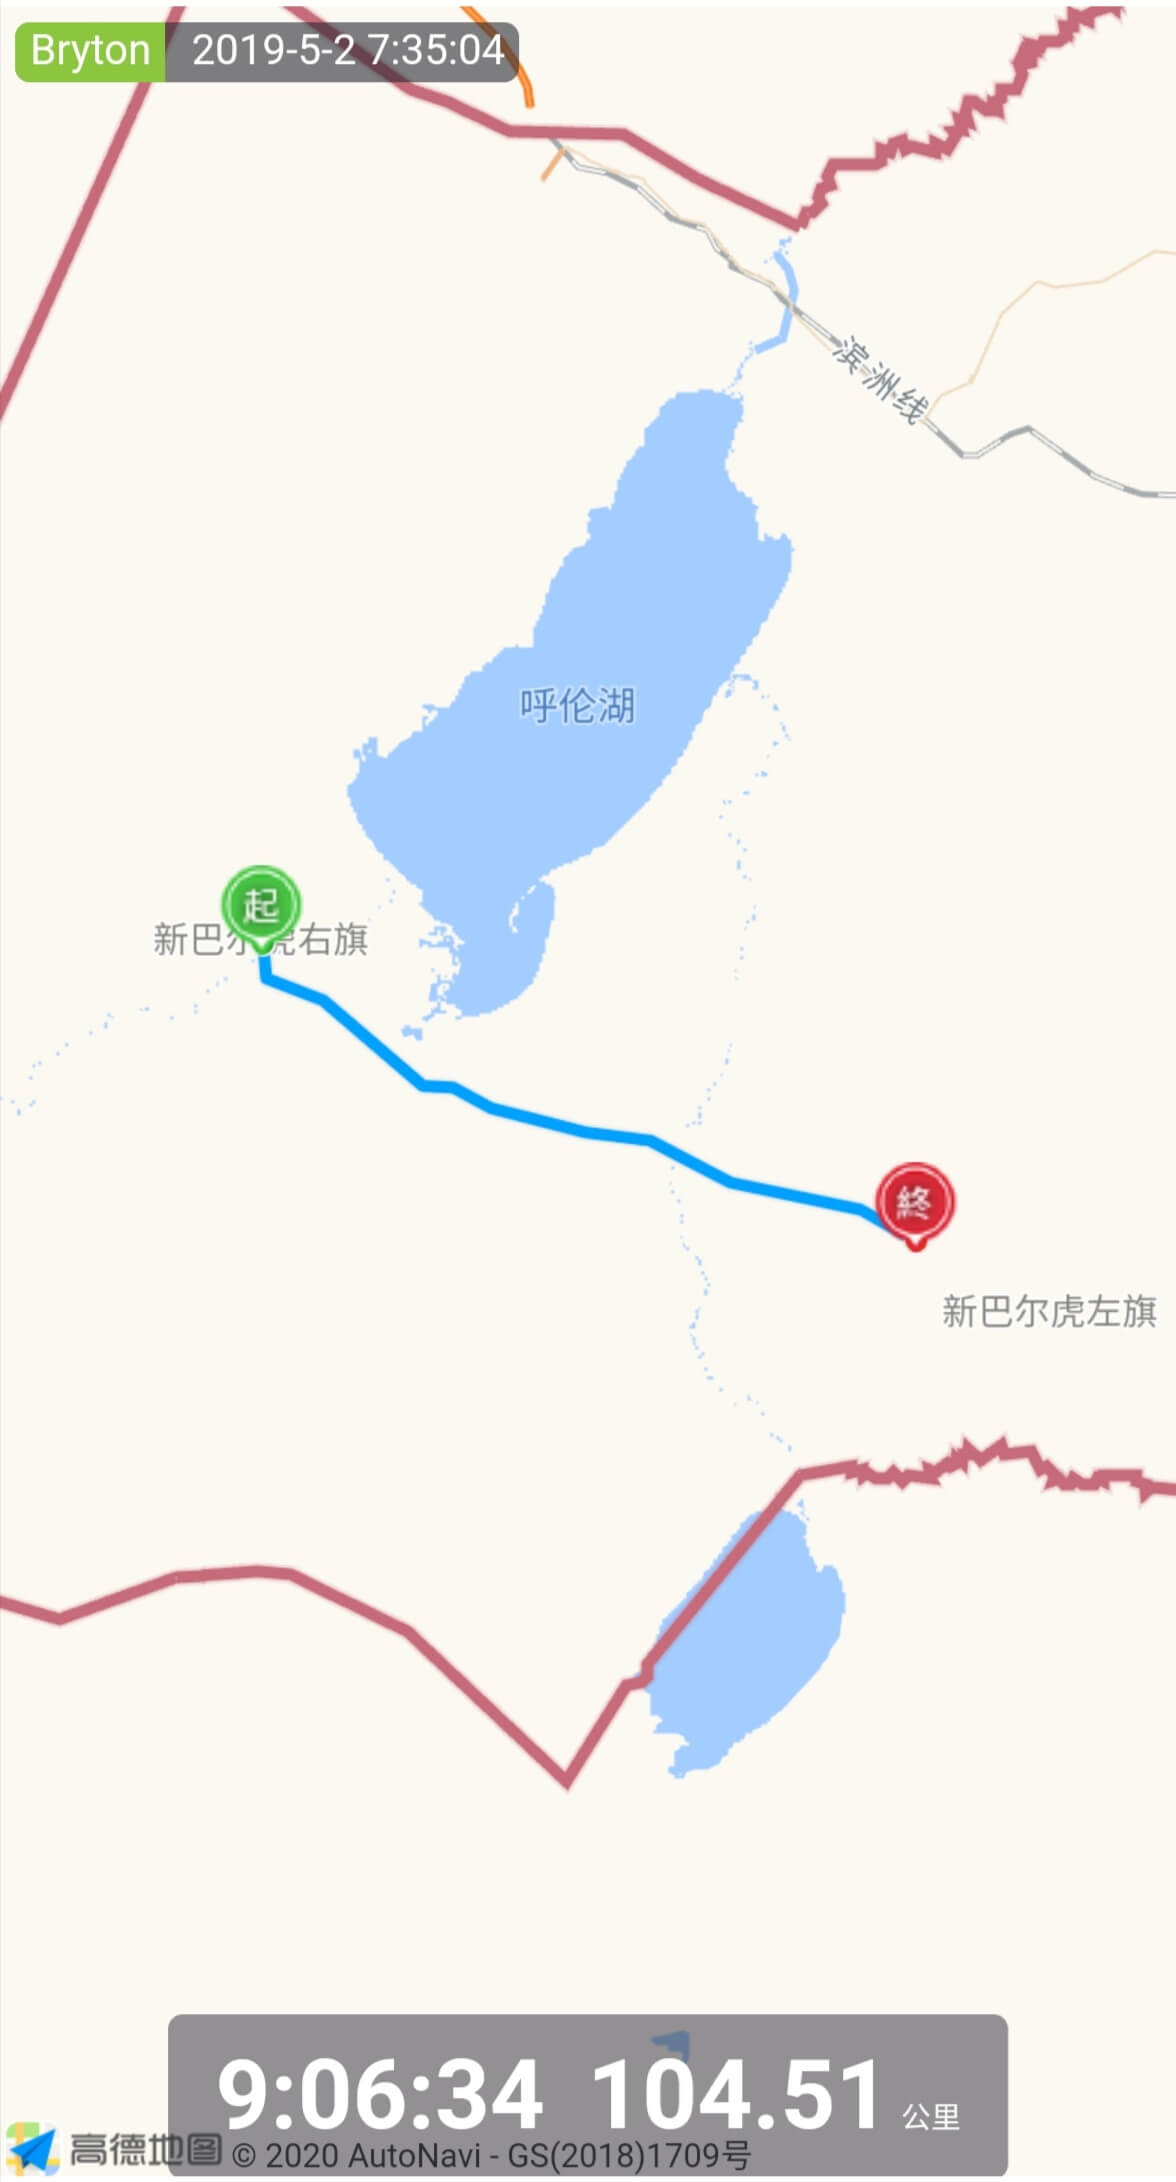 Bryton 2019-5-2 7:35:04
滨洲线
呼伦湖
起
新巴尔虎右旗
終
新巴尔虎左旗
9:06:34 104.51 公里
高德地图 © 2020 AutoNavi - GS(2018)1709号